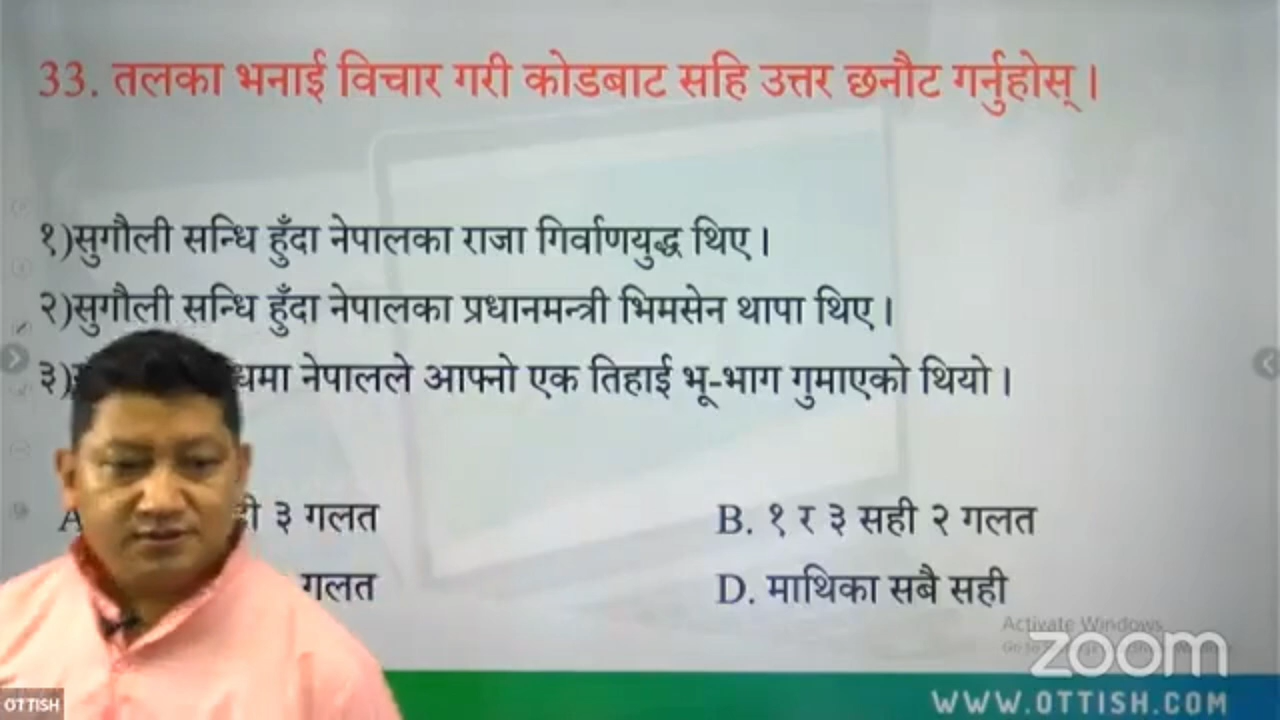 33. तलका भनाई विचार गरी कोडबाट सहि उत्तर छनौट गर्नुहोस् ।
१)सुगौली सन्धि हुँदा नेपालका राजा गिर्वाणयुद्ध थिए ।
२)सुगौली सन्धि हुँदा नेपालका प्रधानमन्त्री भिमसेन थापा थिए ।
३) नेपालले आफ्नो एक तिहाई भू-भाग गुमाएको थियो ।
A ३ गलत
B. १ र ३ सही २ गलत
गलत
D. माथिका सबै सही
Activate Windows
zoom
OTTISH
WWW.OTTISH.COM